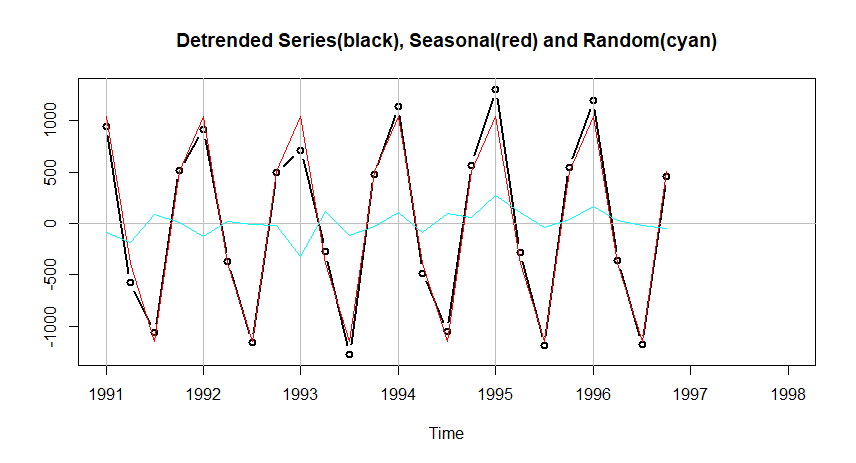 Detrended Series(black), Seasonal(red) and Random(cyan)
1000
500
0
-500
-1000
1991 1992 1993 1994 1995 1996 1997 1998
Time